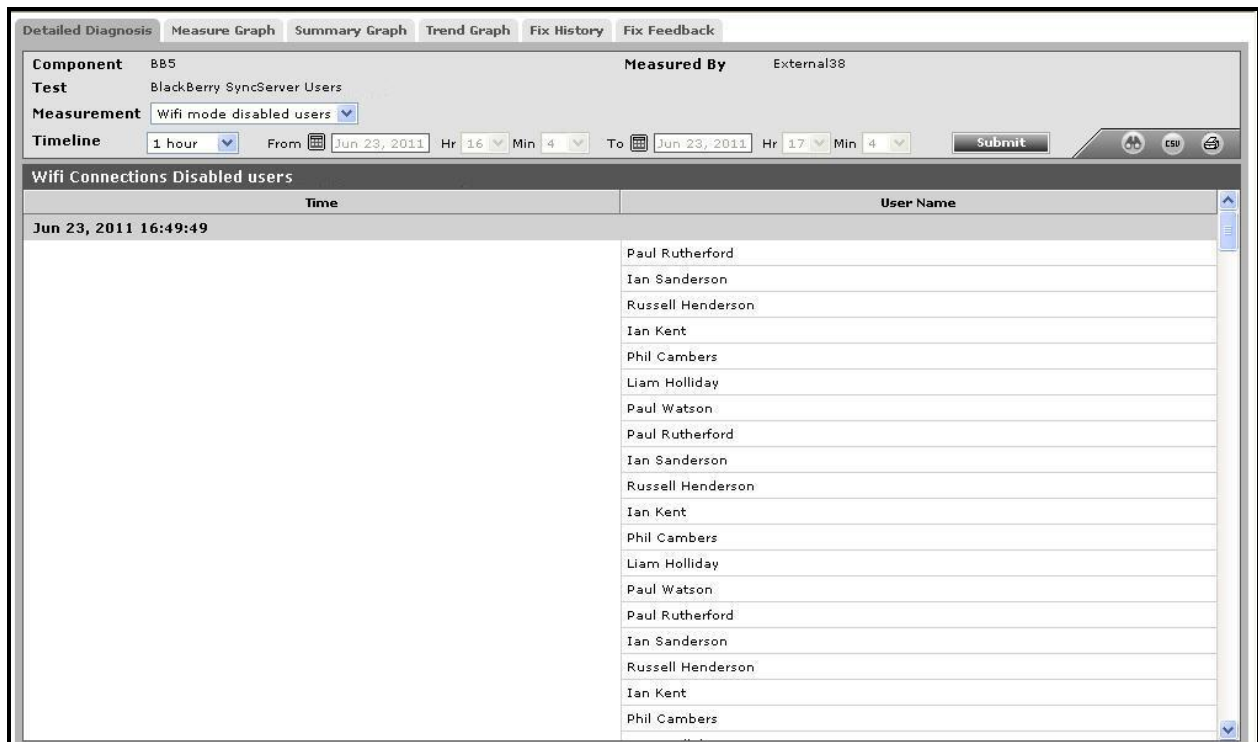 Detailed Diagnosis Measure Graph Summary Graph Trend Graph Fix History Fix Feedback
Component BB5 Measured By External38
Test BlackBerry SyncServer Users
Measurement Wifi mode disabled users
Timeline 1 hour From Jun 23, 2011 Hr 16 Min 4 To Jun 23, 2011 Hr 17 Min 4 Submit CSV
Wifi Connections Disabled users
Time User Name
Jun 23, 2011 16:49:49
Paul Rutherford
Ian Sanderson
Russell Henderson
Ian Kent
Phil Cambers
Liam Holliday
Paul Watson
Paul Rutherford
Ian Sanderson
Russell Henderson
Ian Kent
Phil Cambers
Liam Holliday
Paul Watson
Paul Rutherford
Ian Sanderson
Russell Henderson
Ian Kent
Phil Cambers